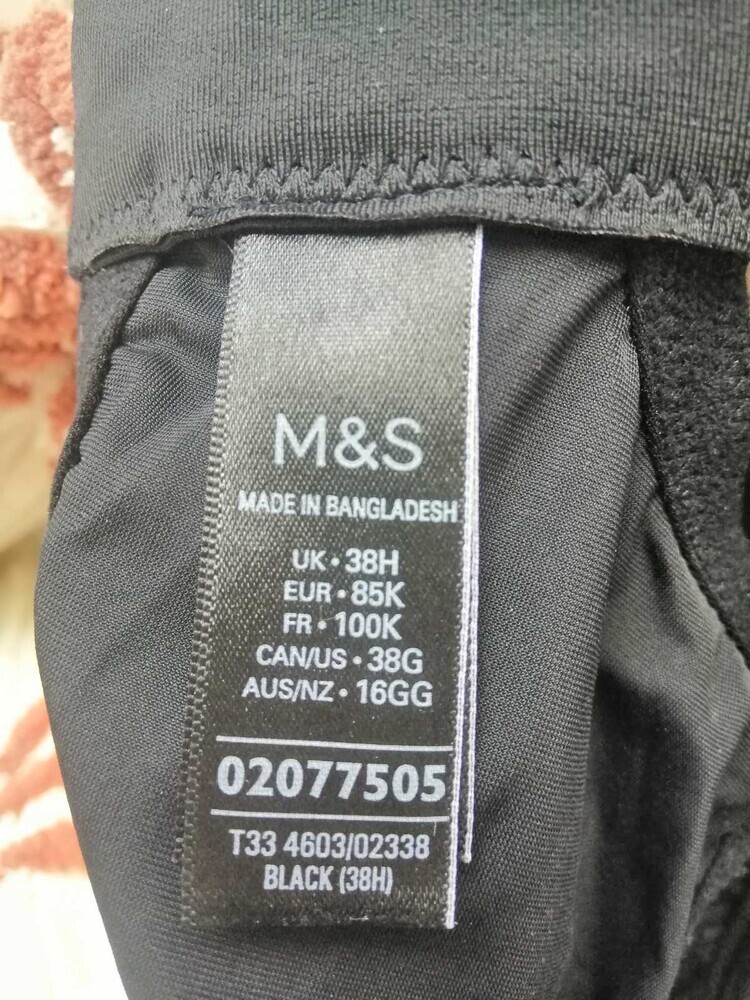 M&S
MADE IN BANGLADESH
UK • 38H
EUR • 85K
FR • 100K
CAN/US • 38G
AUS/NZ • 16GG
02077505
T33 4603/02338
BLACK (38H)